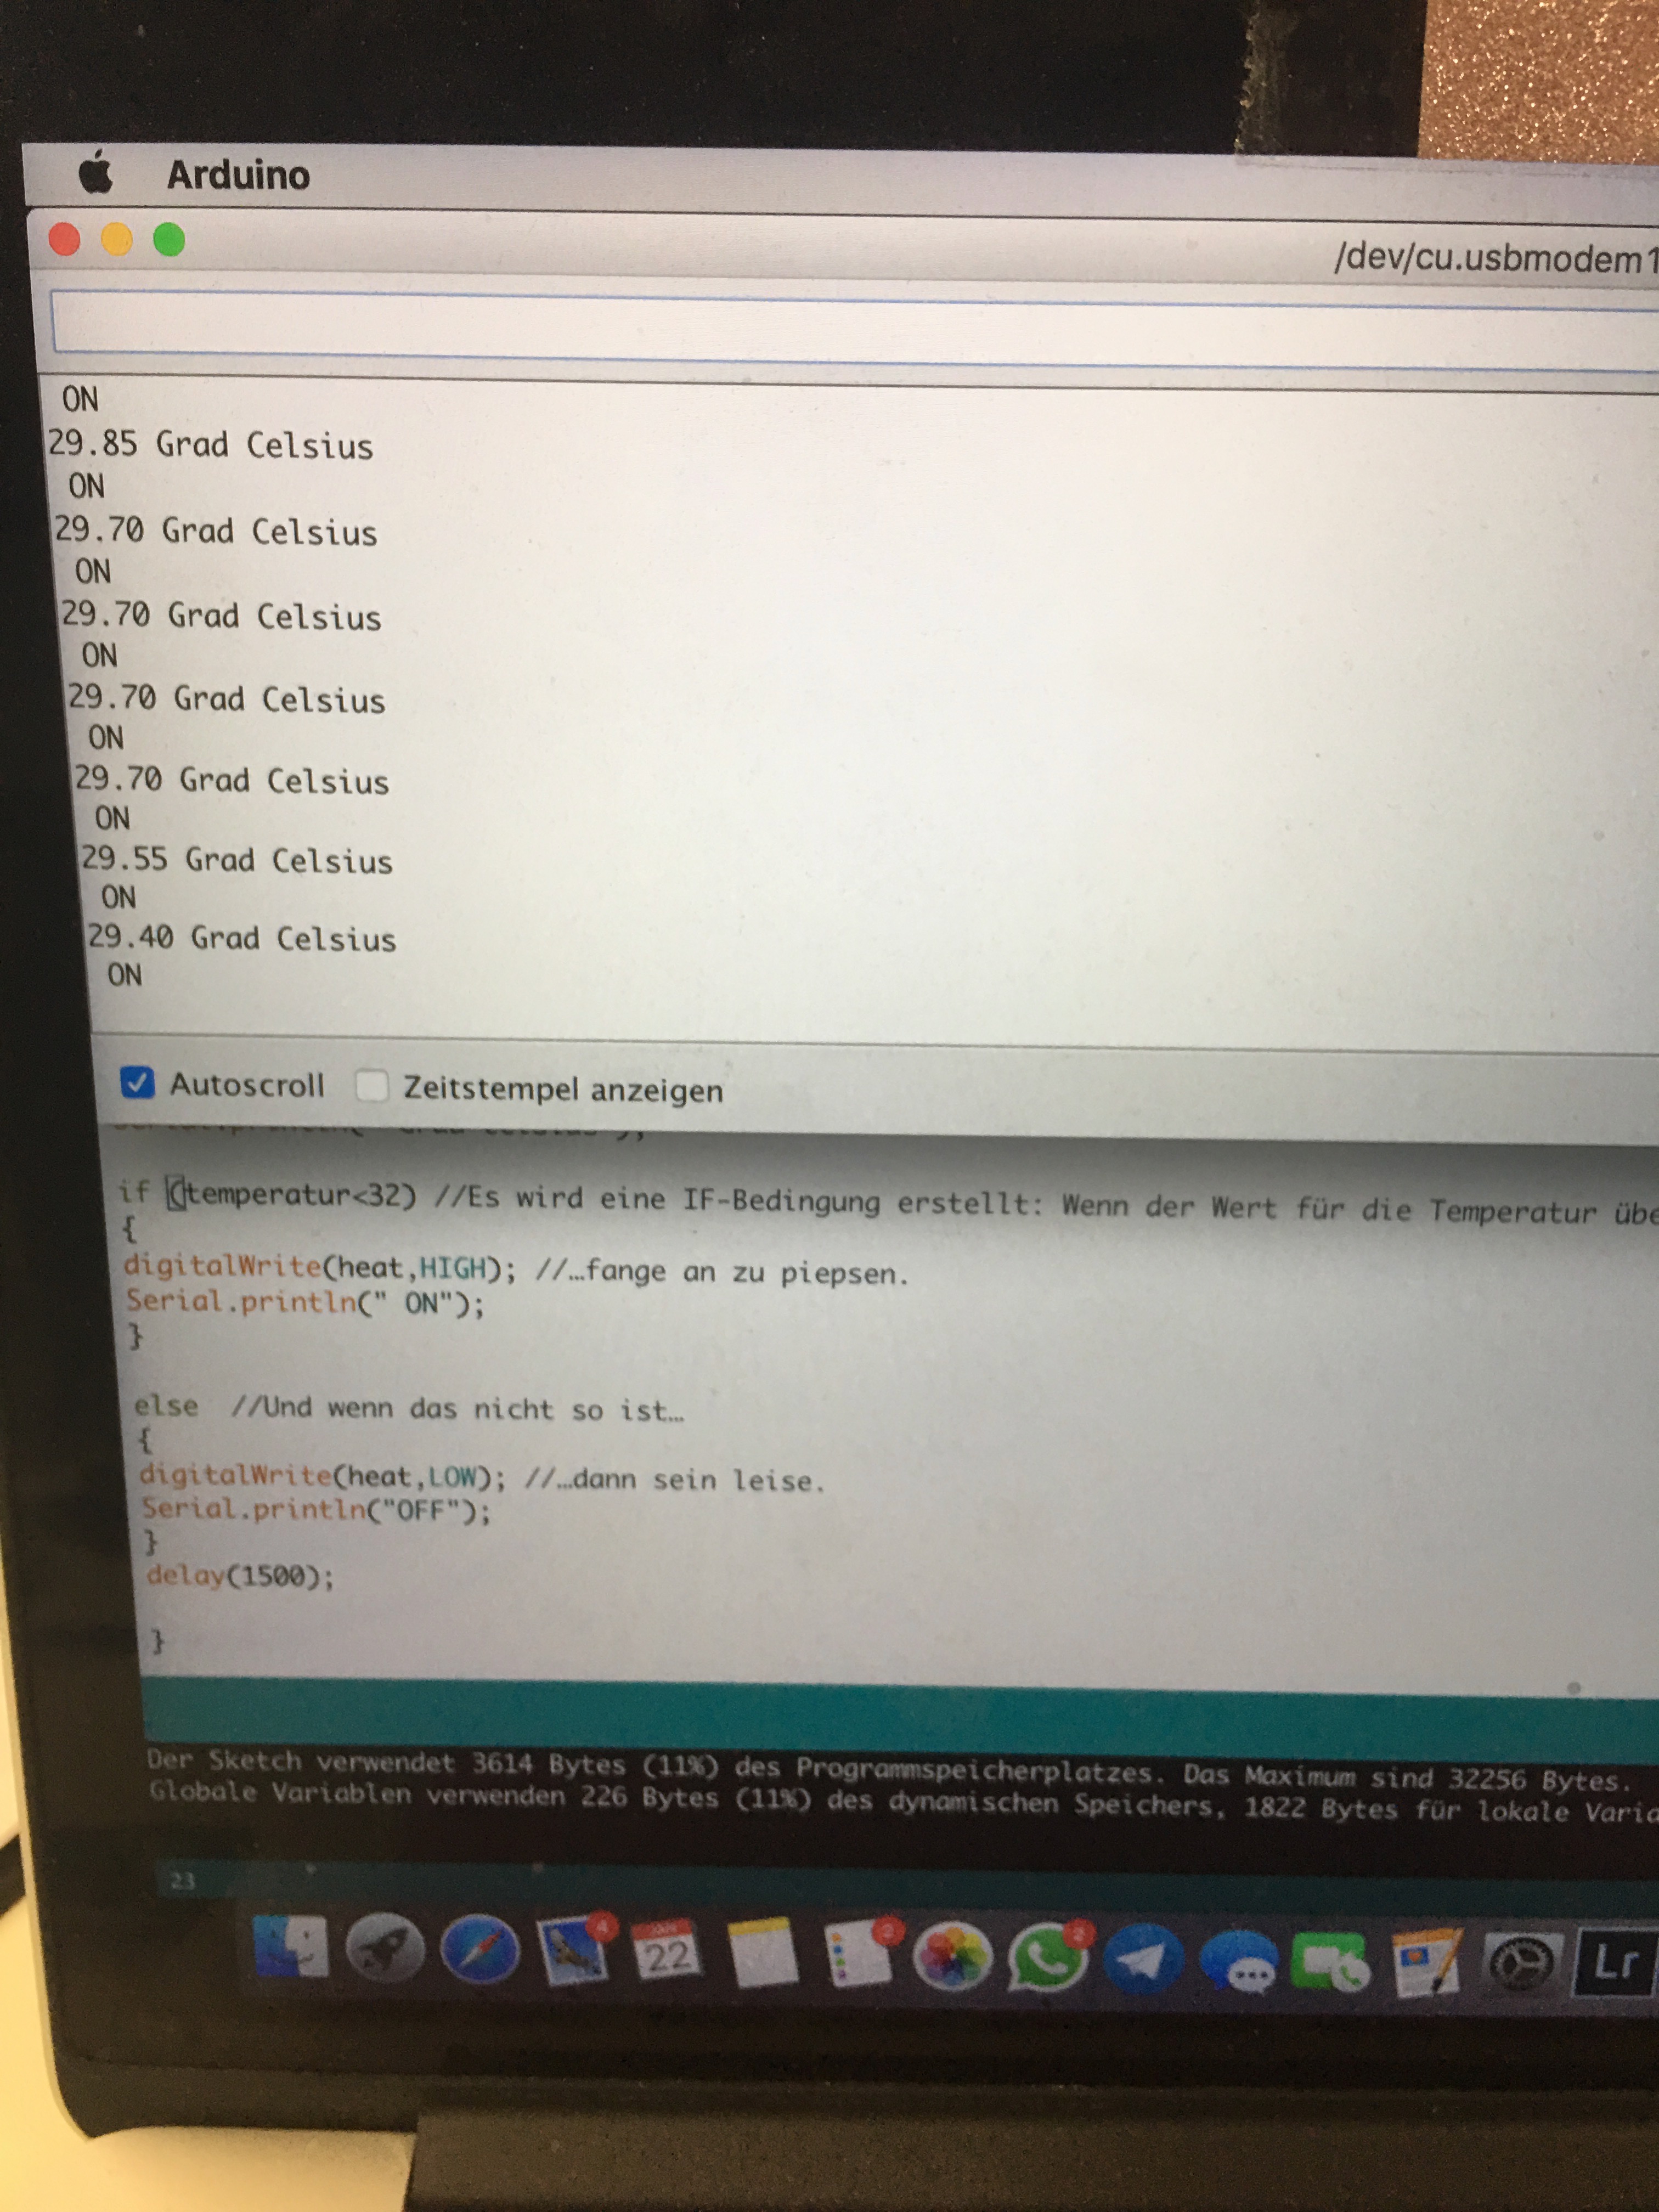 Arduino
/dev/cu.usbmodem1
 ON
29.85 Grad Celsius
 ON
29.70 Grad Celsius
 ON
29.70 Grad Celsius
 ON
29.70 Grad Celsius
 ON
29.70 Grad Celsius
 ON
29.55 Grad Celsius
 ON
29.40 Grad Celsius
 ON
Autoscroll Zeitstempel anzeigen
if (temperatur<32) //Es wird eine IF-Bedingung erstellt: Wenn der Wert für die Temperatur übe
{
digitalWrite(heat,HIGH); //…fange an zu piepsen.
Serial.println(" ON");
}
else  //Und wenn das nicht so ist…
{
digitalWrite(heat,LOW); //…dann sein leise.
Serial.println("OFF");
}
delay(1500);
}
Der Sketch verwendet 3614 Bytes (11%) des Programmspeicherplatzes. Das Maximum sind 32256 Bytes.
Globale Variablen verwenden 226 Bytes (11%) des dynamischen Speichers, 1822 Bytes für lokale Varia
23
4
22
2
Lr